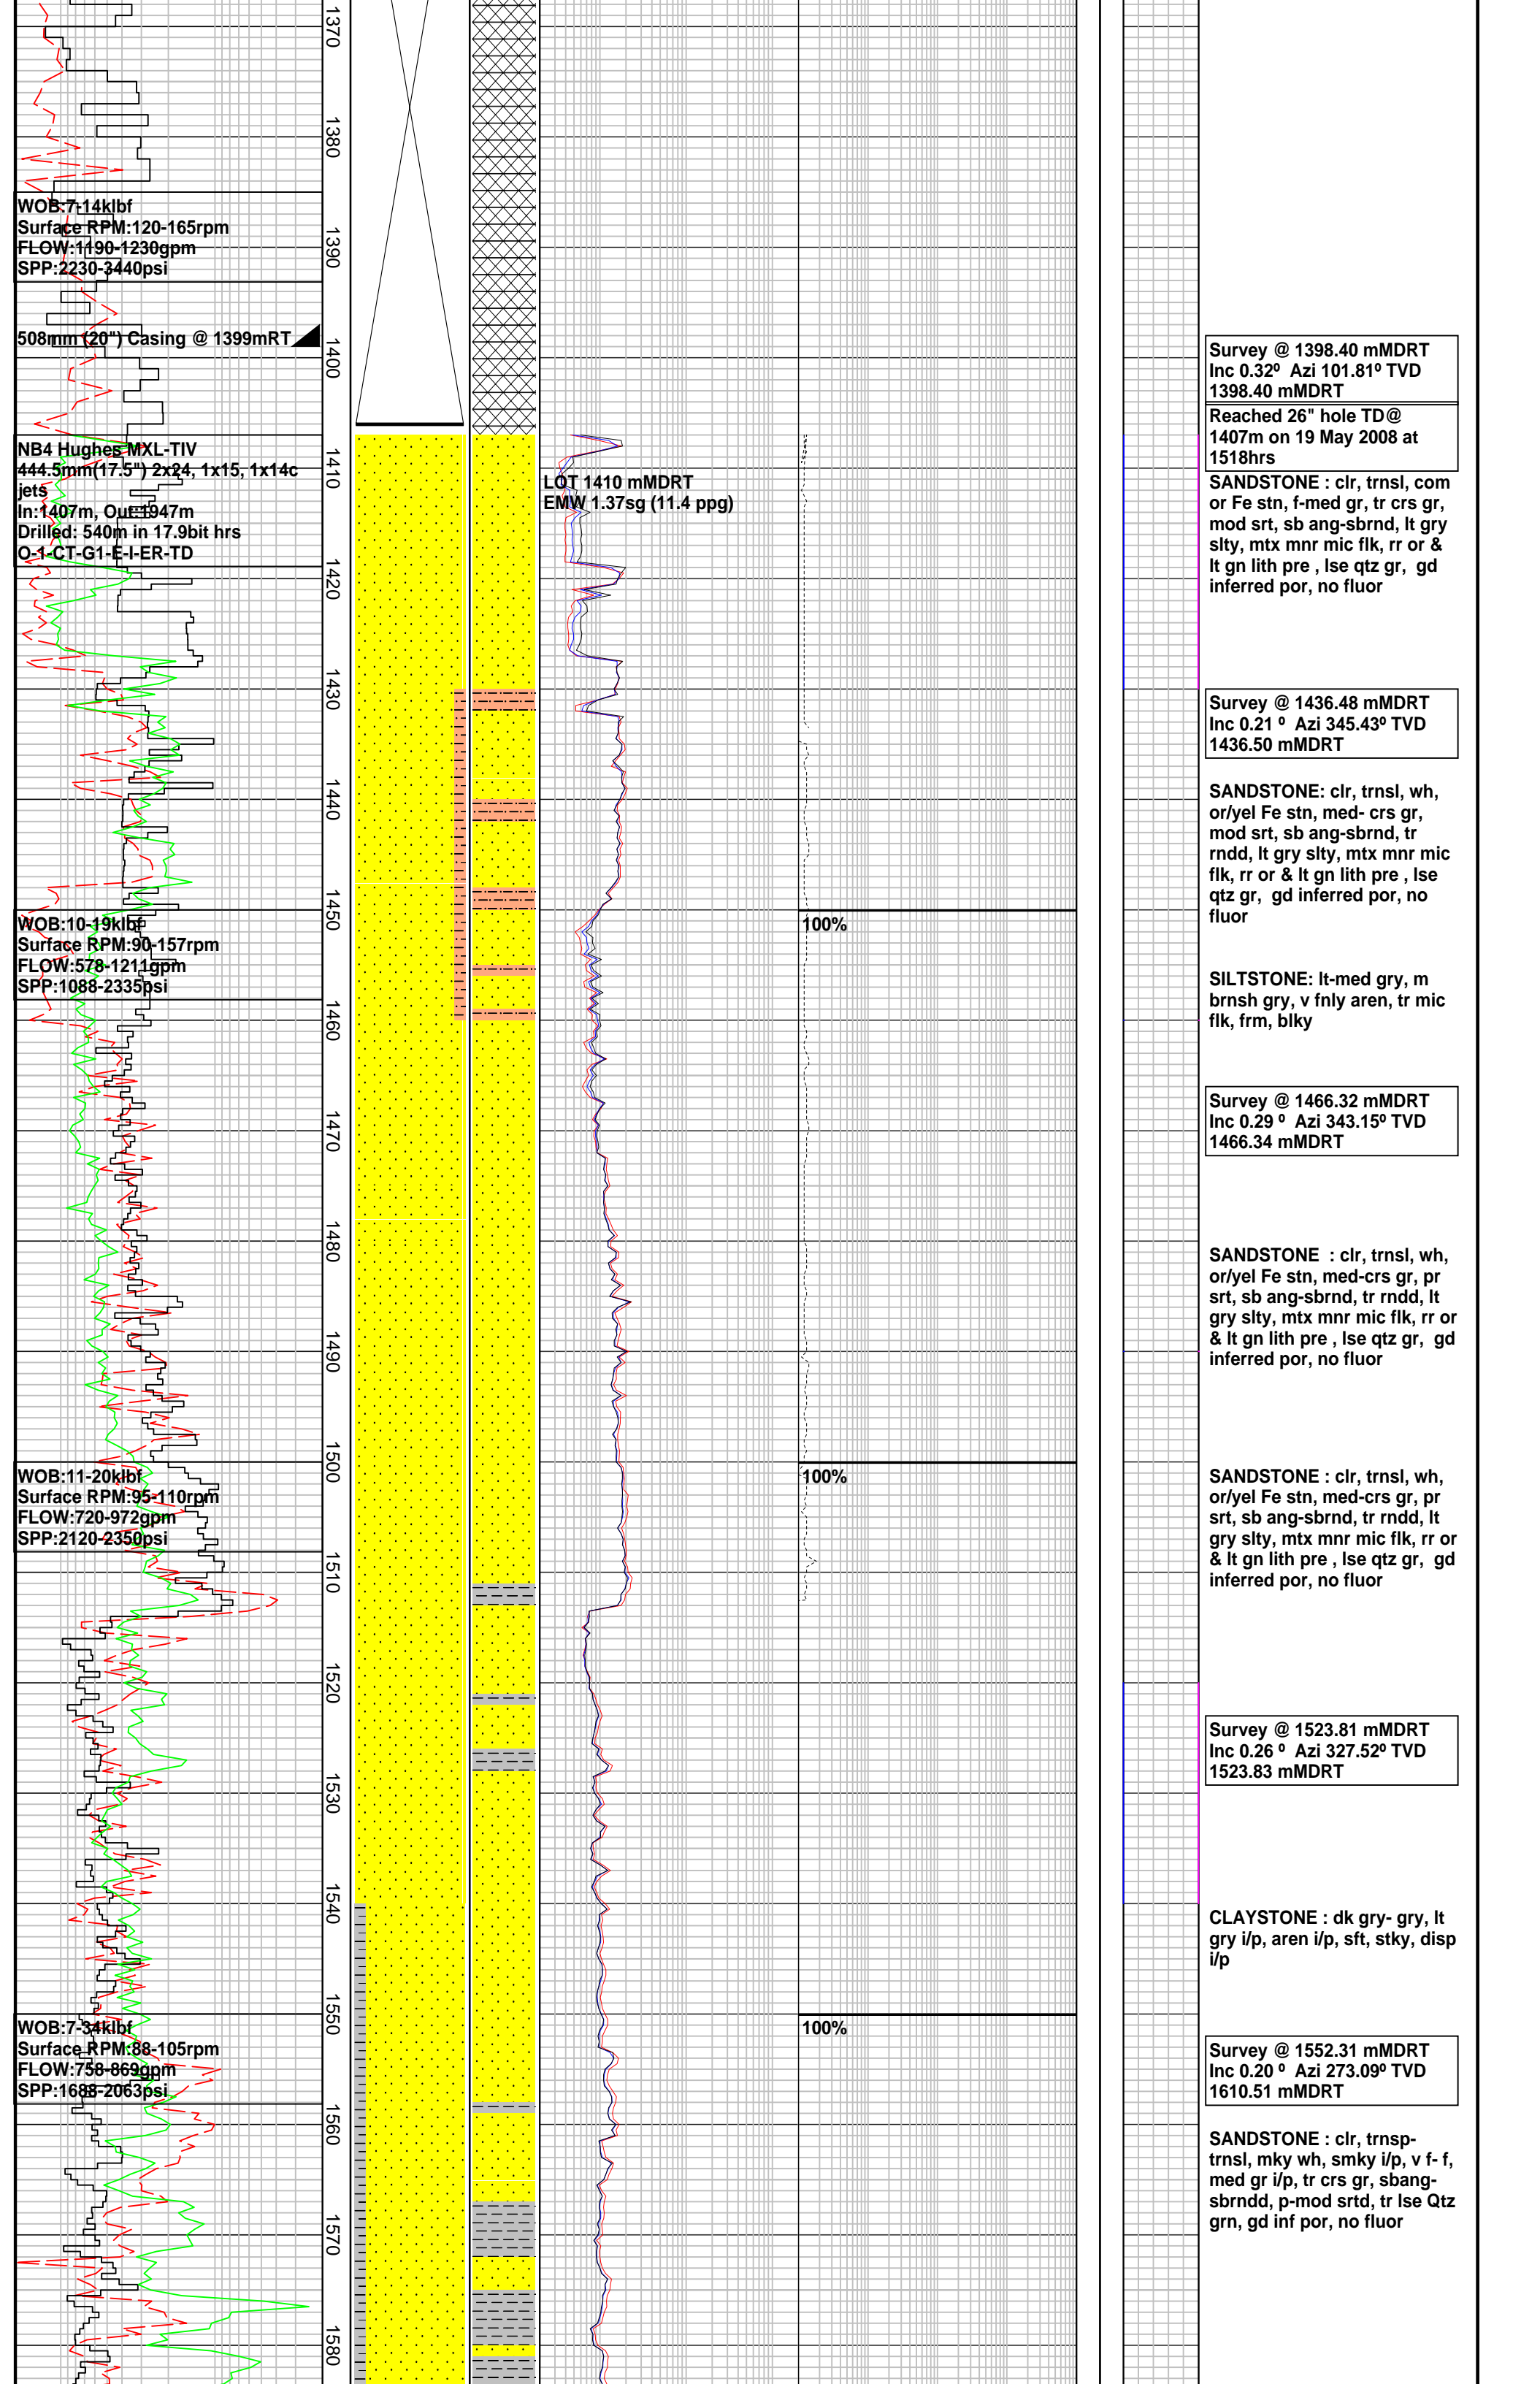 1370
1380
WOB:7-14klbf
Surface RPM:120-165rpm
FLOW:1190-1230gpm
SPP:2230-3440psi
1390
508mm (20") Casing @ 1399mRT
1400
Survey @ 1398.40 mMDRT
Inc 0.32º Azi 101.81º TVD
1398.40 mMDRT
Reached 26" hole TD@
1407m on 19 May 2008 at
1518hrs
NB4 Hughes MXL-TIV
444.5mm(17.5") 2x24, 1x15, 1x14c
jets
In:1407m, Out:1947m
Drilled: 540m in 17.9bit hrs
O-1-CT-G1-E-I-ER-TD
1410
LOT 1410 mMDRT
EMW 1.37sg (11.4 ppg)
SANDSTONE : clr, trnsl, com
or Fe stn, f-med gr, tr crs gr,
mod srt, sb ang-sbrnd, lt gry
slty, mtx mnr mic flk, rr or &
lt gn lith pre , lse qtz gr, gd
inferred por, no fluor
1420
1430
Survey @ 1436.48 mMDRT
Inc 0.21 º Azi 345.43º TVD
1436.50 mMDRT
1440
SANDSTONE: clr, trnsl, wh,
or/yel Fe stn, med- crs gr,
mod srt, sb ang-sbrnd, tr
rndd, lt gry slty, mtx mnr mic
flk, rr or & lt gn lith pre , lse
qtz gr, gd inferred por, no
fluor
1450
WOB:10-19klbf
Surface RPM:90-157rpm
FLOW:578-1211gpm
SPP:1088-2335psi
100%
SILTSTONE: lt-med gry, m
brnsh gry, v fnly aren, tr mic
flk, frm, blky
1460
Survey @ 1466.32 mMDRT
Inc 0.29 º Azi 343.15º TVD
1466.34 mMDRT
1470
1480
SANDSTONE : clr, trnsl, wh,
or/yel Fe stn, med-crs gr, pr
srt, sb ang-sbrnd, tr rndd, lt
gry slty, mtx mnr mic flk, rr or
& lt gn lith pre , lse qtz gr, gd
inferred por, no fluor
1490
1500
WOB:11-20klbf
Surface RPM:95-110rpm
FLOW:720-972gpm
SPP:2120-2350psi
100%
SANDSTONE : clr, trnsl, wh,
or/yel Fe stn, med-crs gr, pr
srt, sb ang-sbrnd, tr rndd, lt
gry slty, mtx mnr mic flk, rr or
& lt gn lith pre , lse qtz gr, gd
inferred por, no fluor
1510
1520
Survey @ 1523.81 mMDRT
Inc 0.26 º Azi 327.52º TVD
1523.83 mMDRT
1530
1540
CLAYSTONE : dk gry- gry, lt
gry i/p, aren i/p, sft, stky, disp
i/p
1550
WOB:7-34klbf
Surface RPM:88-105rpm
FLOW:758-869gpm
SPP:1688-2063psi
100%
Survey @ 1552.31 mMDRT
Inc 0.20 º Azi 273.09º TVD
1610.51 mMDRT
1560
SANDSTONE : clr, trnsp-
trnsl, mky wh, smky i/p, v f- f,
med gr i/p, tr crs gr, sbang-
sbrndd, p-mod srtd, tr lse Qtz
grn, gd inf por, no fluor
1570
1580